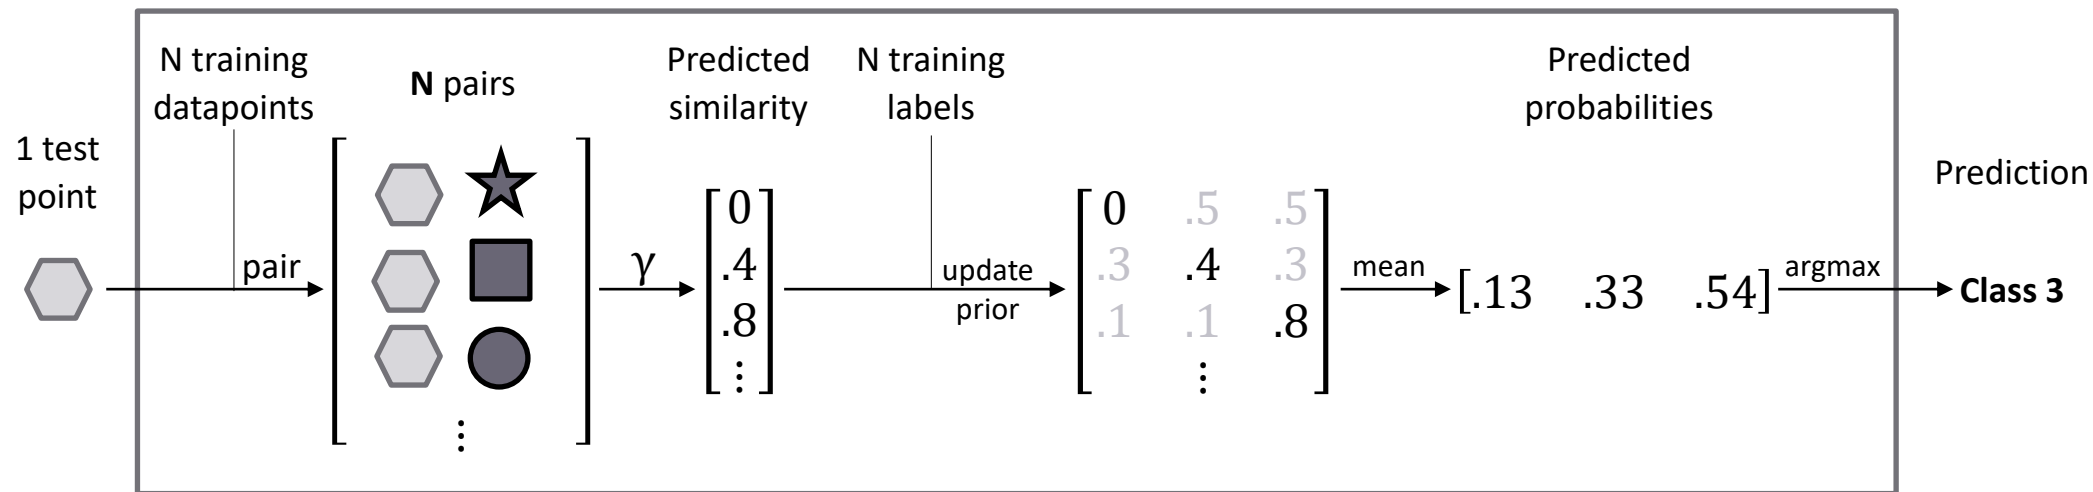 1 test
point
N training
datapoints
pair
N pairs
⋮
γ
Predicted
similarity
0
.4
.8
⋮
N training
labels
update
prior
0 .5 .5
.3 .4 .3
.1 .1 .8
⋮
mean
Predicted
probabilities
[.13 .33 .54]
argmax
Prediction
Class 3